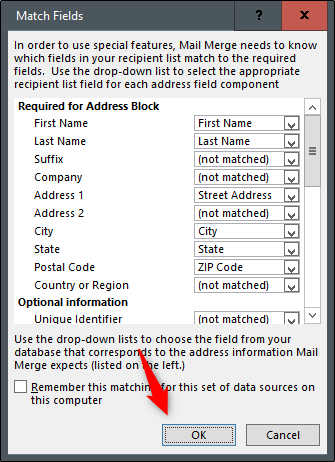 Match Fields ?
In order to use special features, Mail Merge needs to know
which fields in your recipient list match to the required
fields. Use the drop-down list to select the appropriate
recipient list field for each address field component
Required for Address Block
First Name First Name
Last Name Last Name
Suffix (not matched)
Company (not matched)
Address 1 Street Address
Address 2 (not matched)
City City
State State
Postal Code ZIP Code
Country or Region (not matched)
Optional information
Unique Identifier (not matched)
Use the drop-down lists to choose the field from your
database that corresponds to the address information Mail
Merge expects (listed on the left.)
Remember this matching for this set of data sources on
this computer
OK Cancel